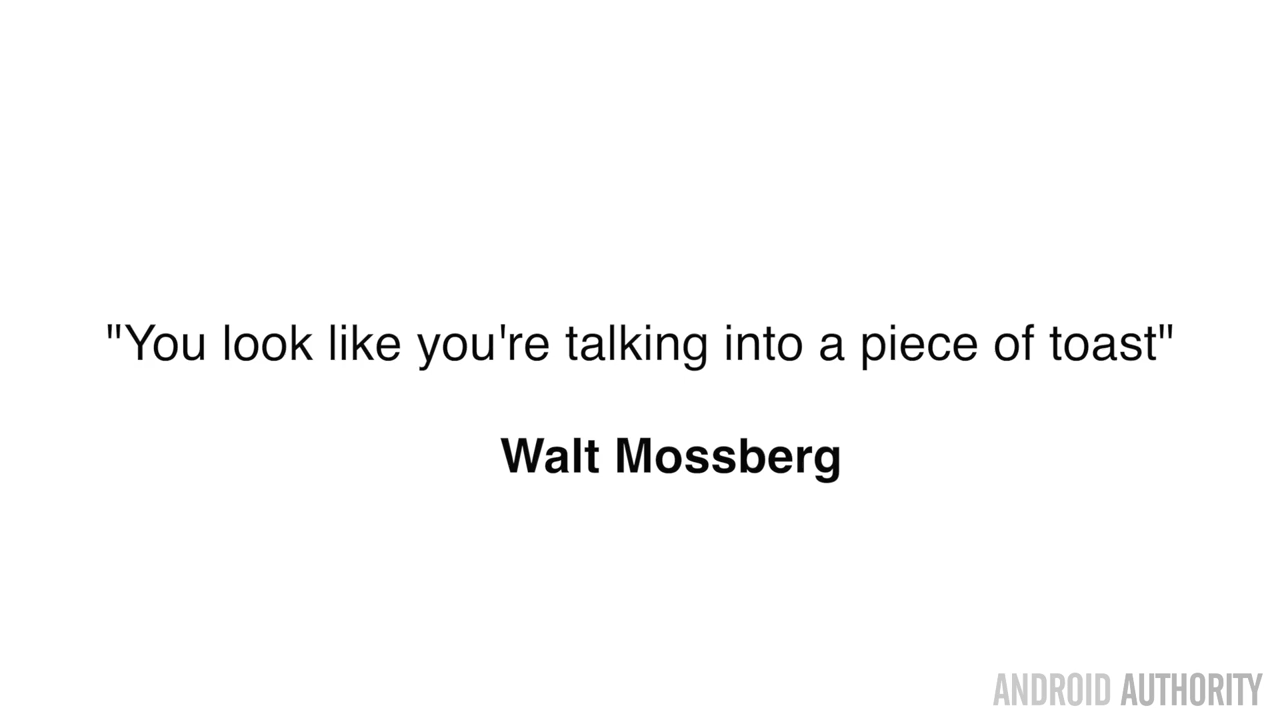 "You look like you're talking into a piece of toast"
Walt Mossberg
ANDROID AUTHORITY